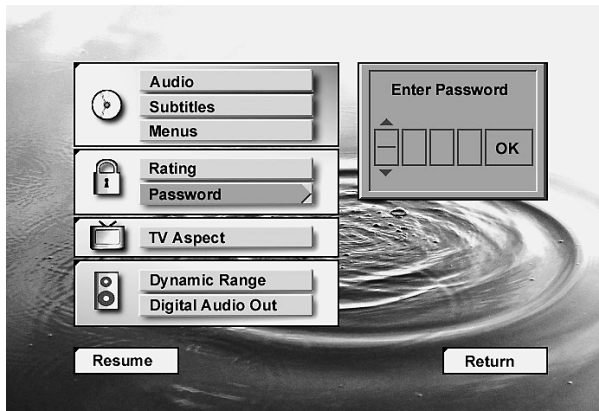 Audio
Subtitles
Menus
Rating
Password
TV Aspect
Dynamic Range
Digital Audio Out
Enter Password
OK
Resume
Return